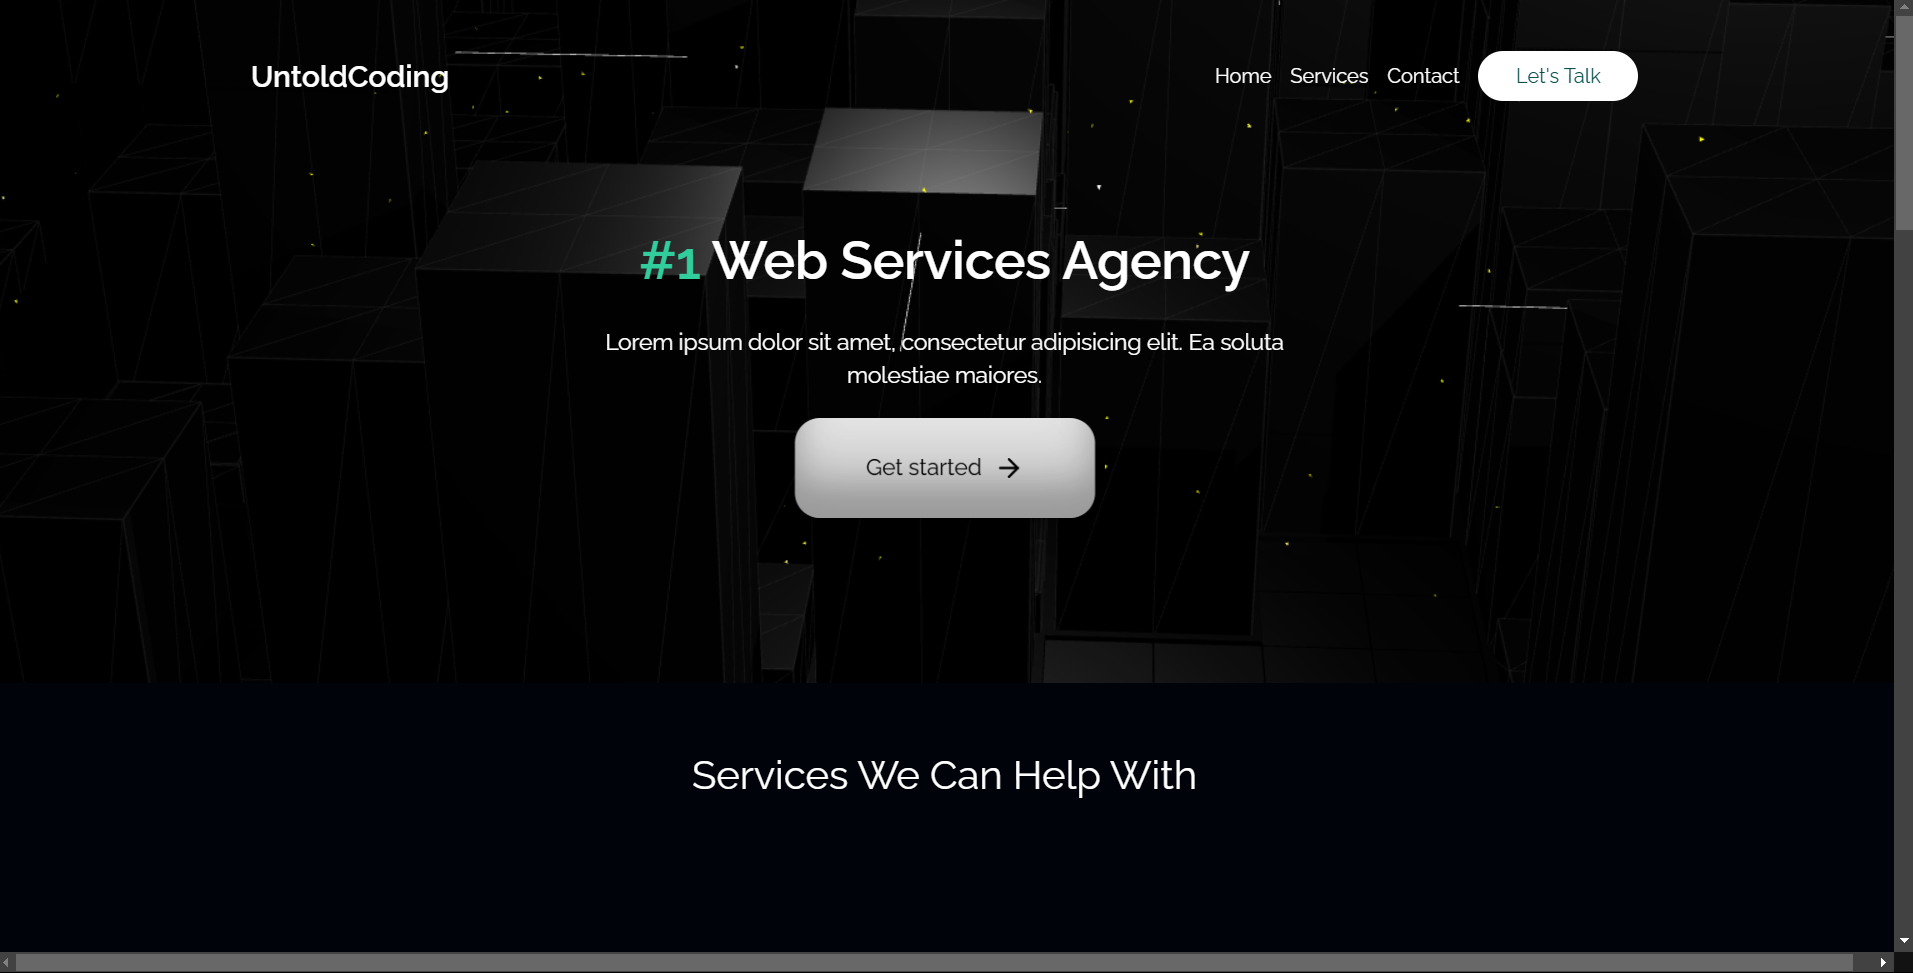 UntoldCoding
Home Services Contact Let's Talk
#1 Web Services Agency
Lorem ipsum dolor sit amet, consectetur adipisicing elit. Ea soluta
molestiae maiores.
Get started
Services We Can Help With